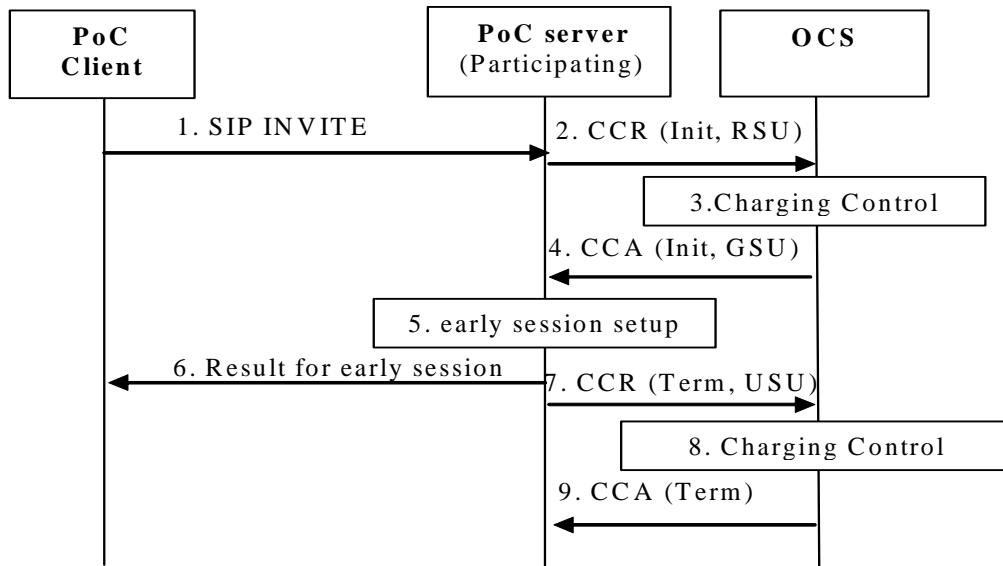 PoC
Client
PoC server
(Participating)
OCS
1. SIP INVITE
2. CCR (Init, RSU)
3.Charging Control
4. CCA (Init, GSU)
5. early session setup
6. Result for early session
7. CCR (Term, USU)
8. Charging Control
9. CCA (Term)